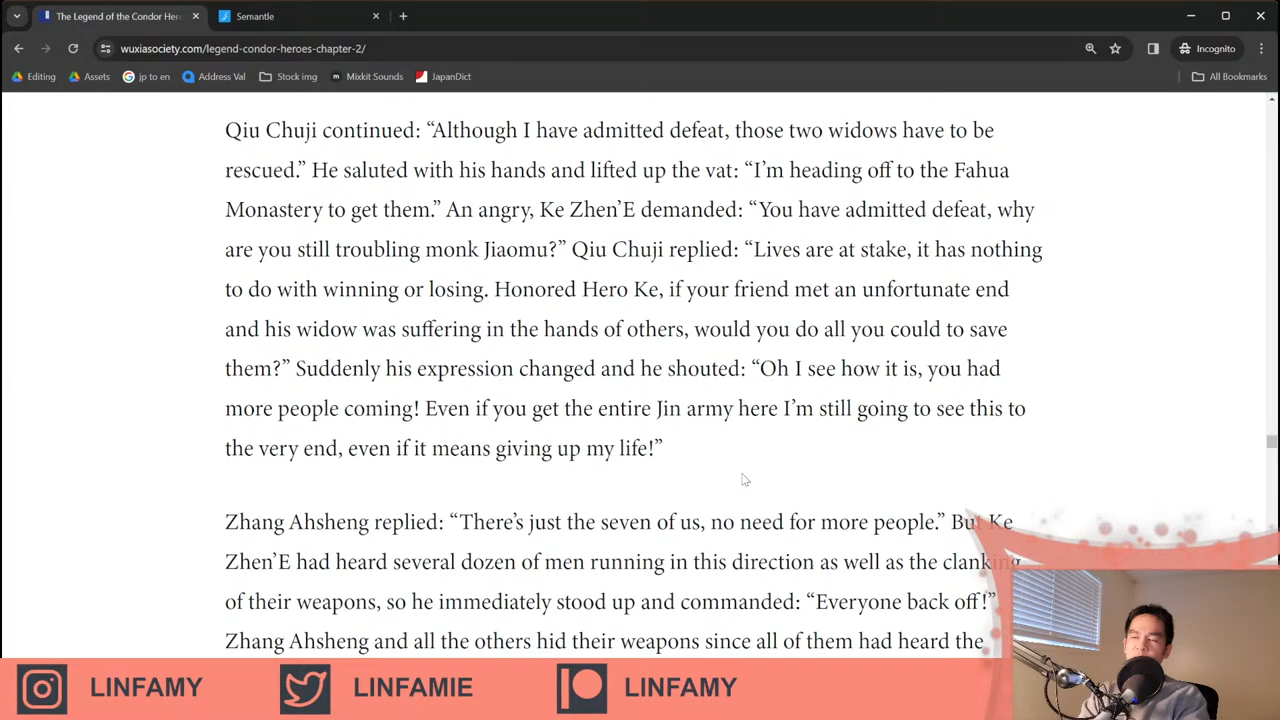 The Legend of the Condor Her
Semantle
wuxiasociety.com/legend-condor-heroes-chapter-2/
Incognito
Editing
Assets
jp to en
Address Val
Stock img
Mixkit Sounds
JapanDict
All Bookmarks
Qiu Chuji continued: “Although I have admitted defeat, those two widows have to be
rescued.” He saluted with his hands and lifted up the vat: “I’m heading off to the Fahua
Monastery to get them.” An angry, Ke Zhen’E demanded: “You have admitted defeat, why
are you still troubling monk Jiaomu?” Qiu Chuji replied: “Lives are at stake, it has nothing
to do with winning or losing. Honored Hero Ke, if your friend met an unfortunate end
and his widow was suffering in the hands of others, would you do all you could to save
them?” Suddenly his expression changed and he shouted: “Oh I see how it is, you had
more people coming! Even if you get the entire Jin army here I’m still going to see this to
the very end, even if it means giving up my life!”
Zhang Ahsheng replied: “There’s just the seven of us, no need for more people.” But Ke
Zhen’E had heard several dozen of men running in this direction as well as the clanking
of their weapons, so he immediately stood up and commanded: “Everyone back off!”
Zhang Ahsheng and all the others hid their weapons since all of them had heard the
LINFAMY
LINFAMIE
LINFAMY